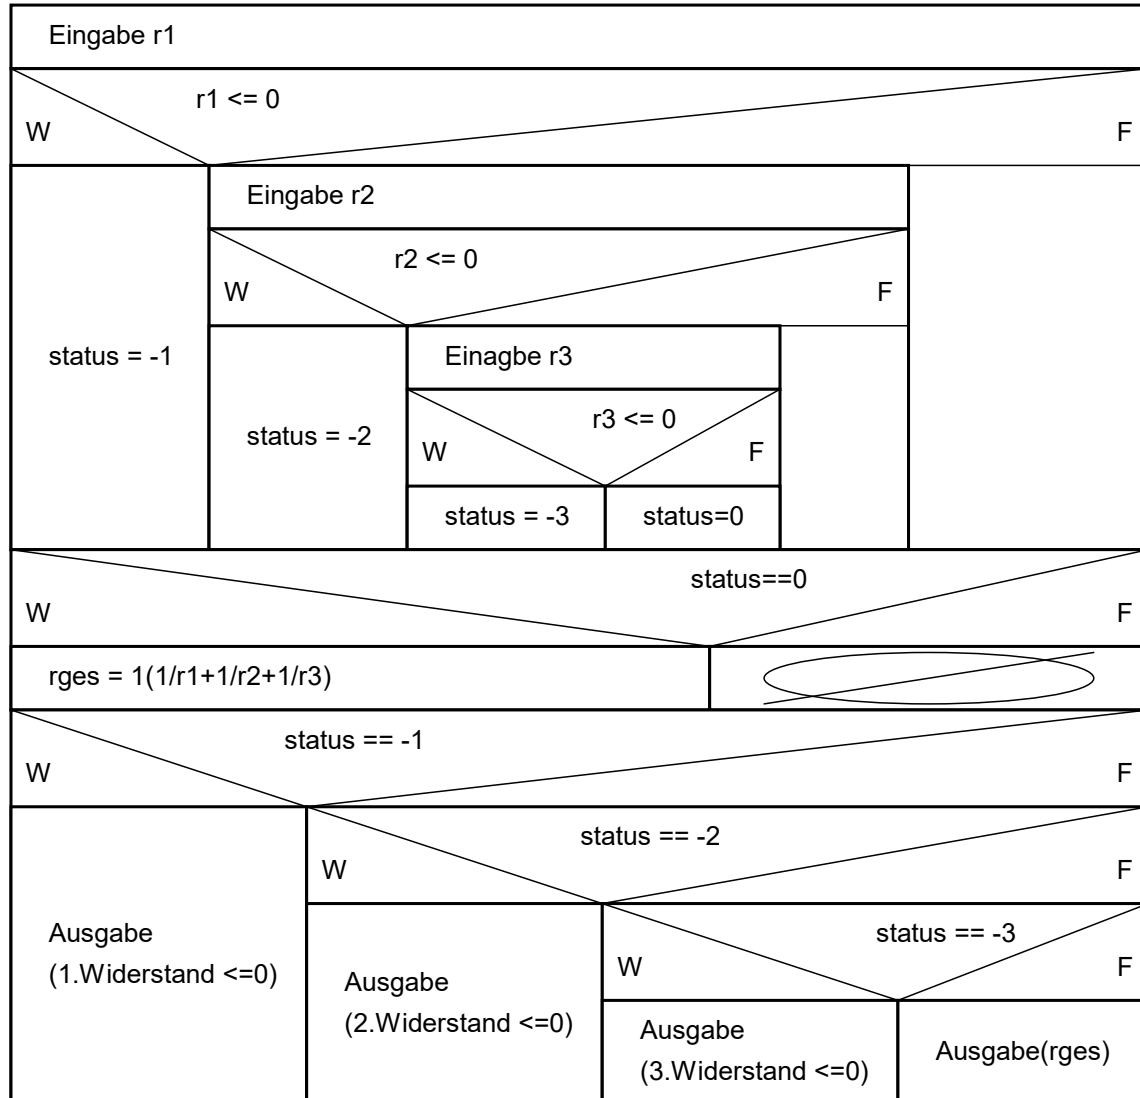 Eingabe r1
r1 <= 0
W
F
Eingabe r2
r2 <= 0
W
F
status = -1
Einagbe r3
r3 <= 0
status = -2
W
F
status = -3
status=0
status==0
W
F
rges = 1(1/r1+1/r2+1/r3)
status == -1
W
F
status == -2
W
F
Ausgabe
(1.Widerstand <=0)
status == -3
W
F
Ausgabe
(2.Widerstand <=0)
Ausgabe
(3.Widerstand <=0)
Ausgabe(rges)